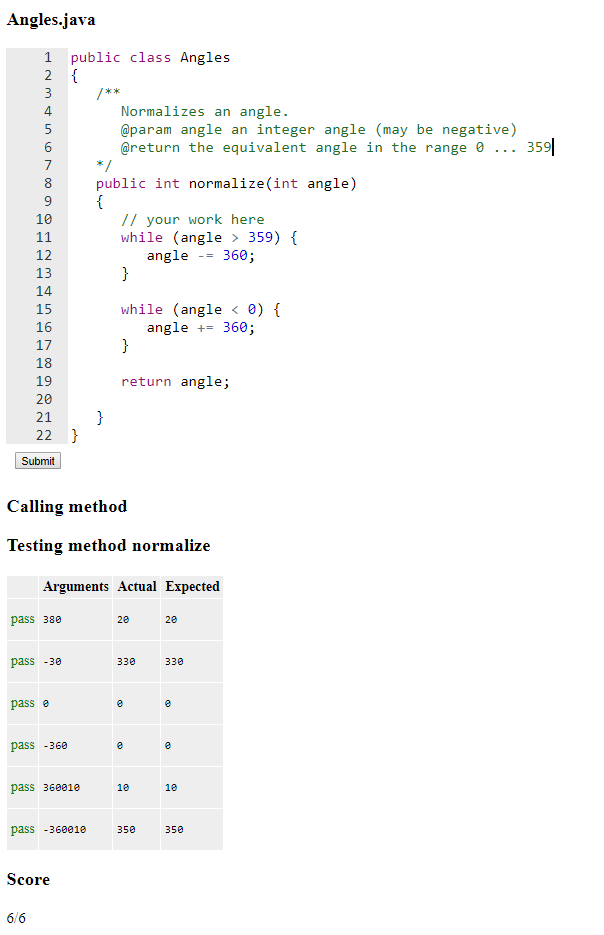 Angles.java
1 public class Angles
2 {
3 /**
4 Normalizes an angle.
5 @param angle an integer angle (may be negative)
6 @return the equivalent angle in the range 0 ... 359
7 */
8 public int normalize(int angle)
9 {
10 // your work here
11 while (angle > 359) {
12 angle -= 360;
13 }
14
15 while (angle < 0) {
16 angle += 360;
17 }
18
19 return angle;
20
21 }
22 }
Submit
Calling method
Testing method normalize
Arguments Actual Expected
pass 380 20 20
pass -30 330 330
pass 0 0 0
pass -360 0 0
pass 360010 10 10
pass -360010 350 350
Score
6/6